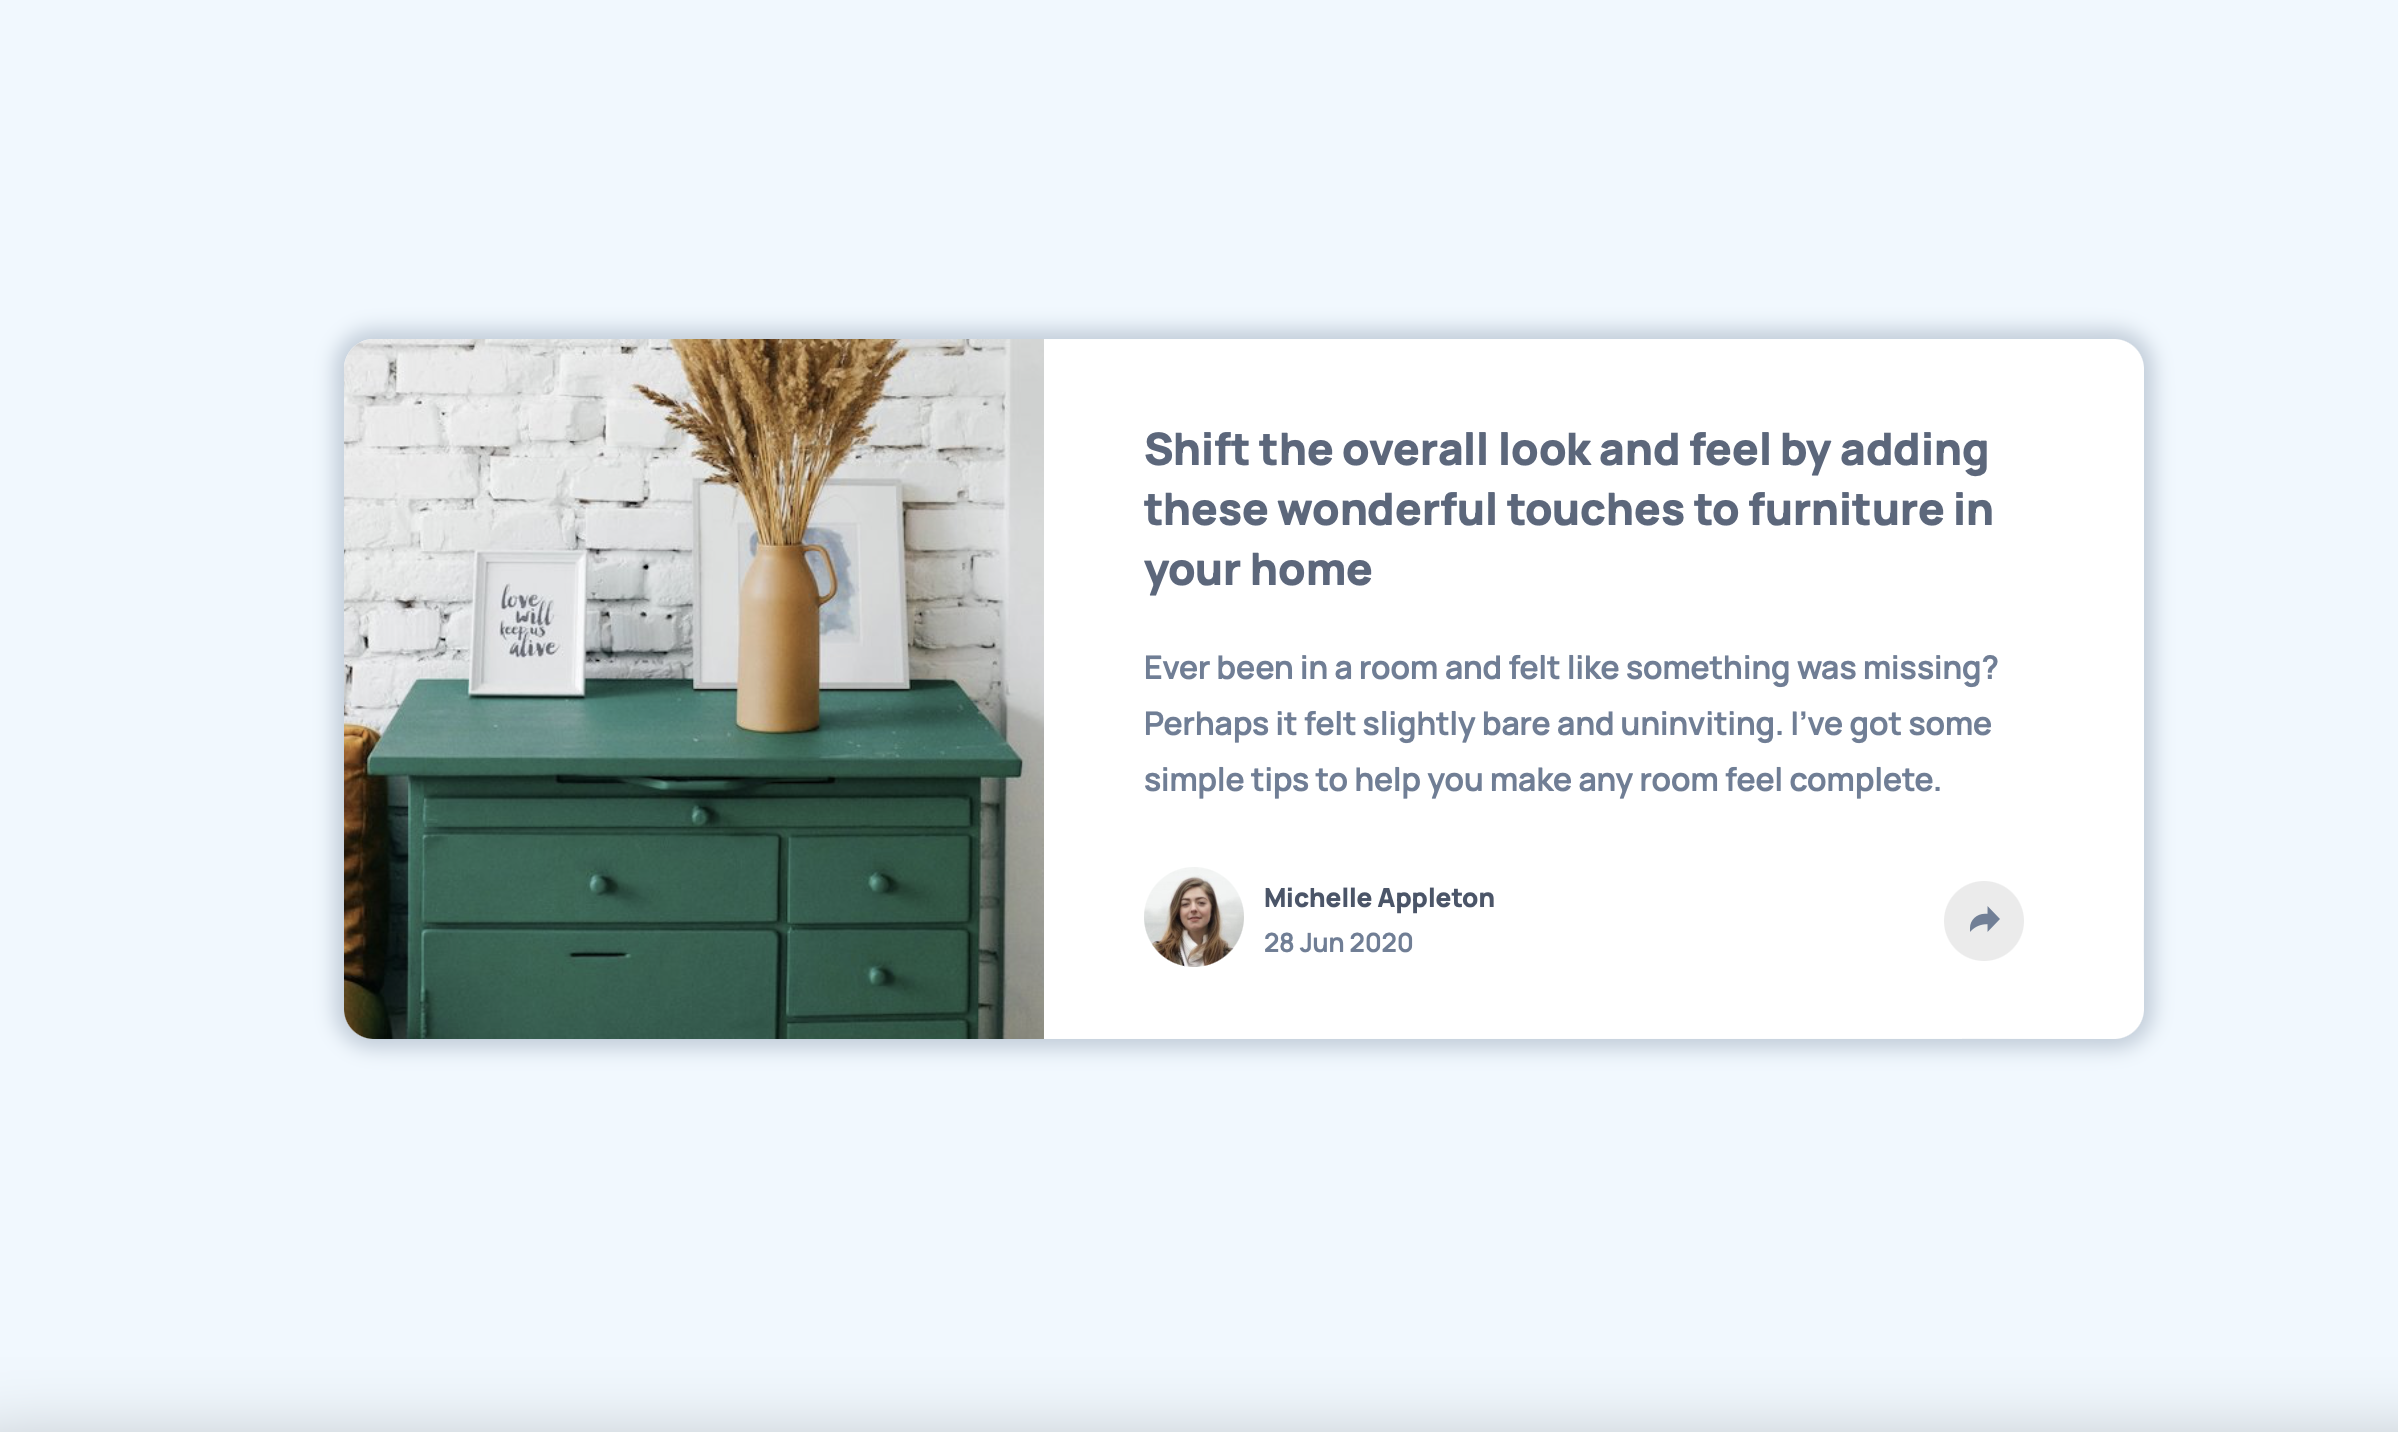 love
will
keep us
alive
Shift the overall look and feel by adding
these wonderful touches to furniture in
your home
Ever been in a room and felt like something was missing?
Perhaps it felt slightly bare and uninviting. I’ve got some
simple tips to help you make any room feel complete.
Michelle Appleton
28 Jun 2020